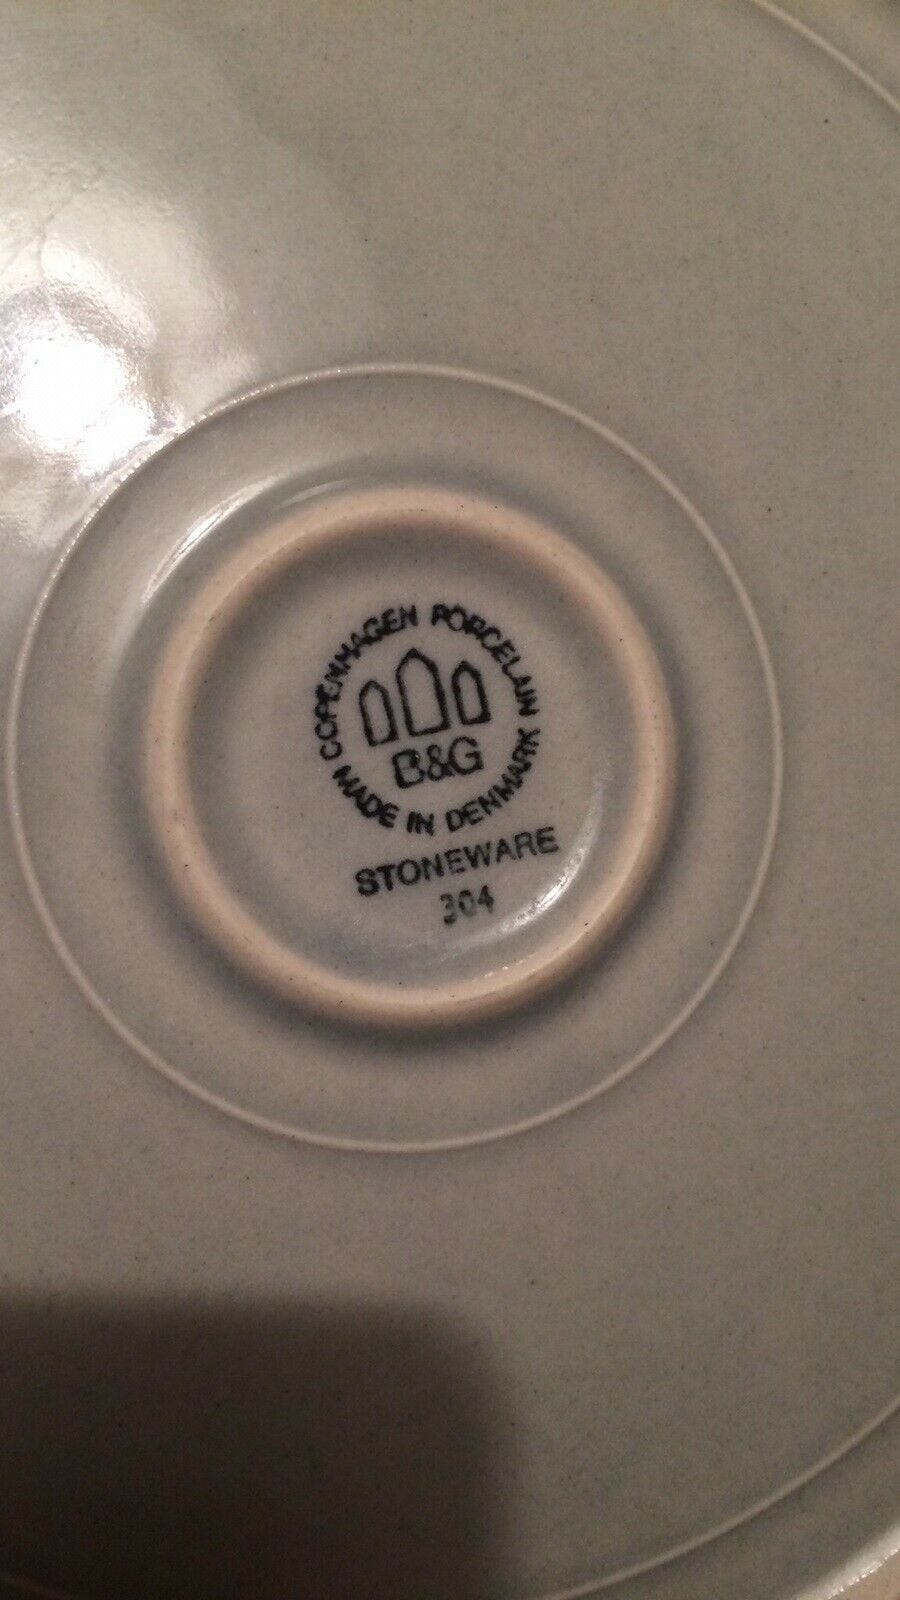 COPENHAGEN PORCELAIN
B&G
MADE IN DENMARK
STONEWARE
304